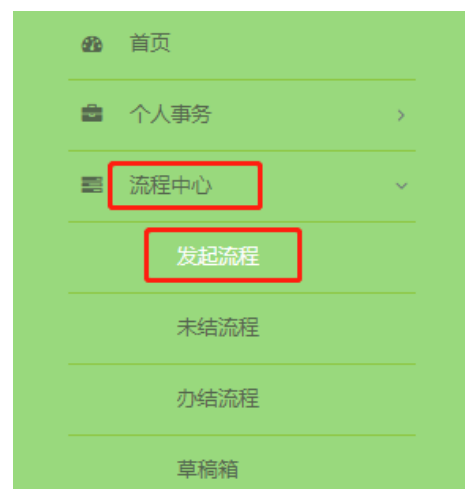 首页
个人事务
流程中心
发起流程
未结流程
办结流程
草稿箱